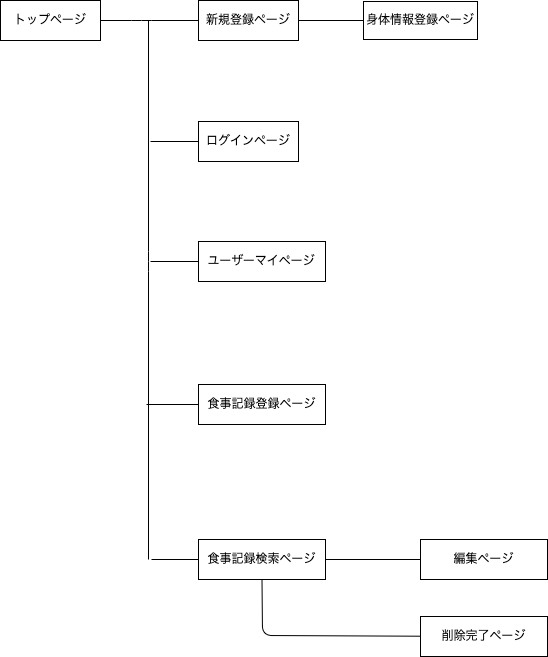 トップページ
新規登録ページ
身体情報登録ページ
ログインページ
ユーザーマイページ
食事記録登録ページ
食事記録検索ページ
編集ページ
削除完了ページ